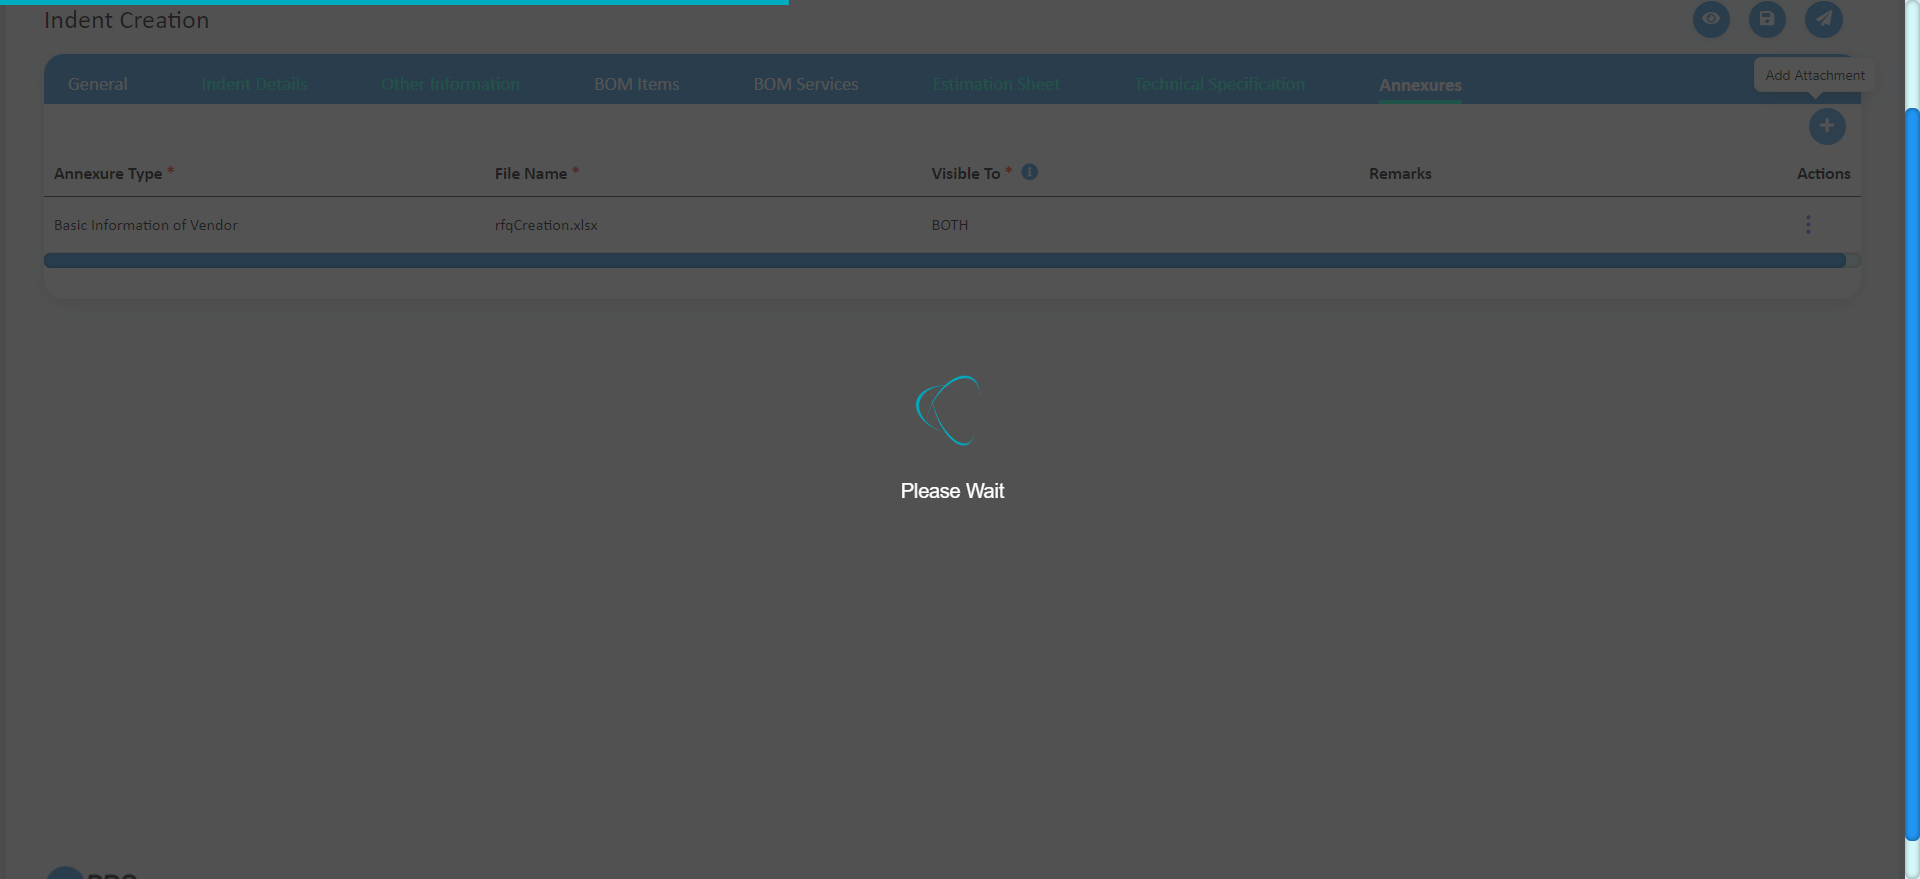 Indent Creation
General Indent Details Other Information BOM Items BOM Services Estimation Sheet Technical Specification Annexures
Add Attachment
Annexure Type * File Name * Visible To * Remarks Actions
Basic Information of Vendor rfqCreation.xlsx BOTH
Please Wait